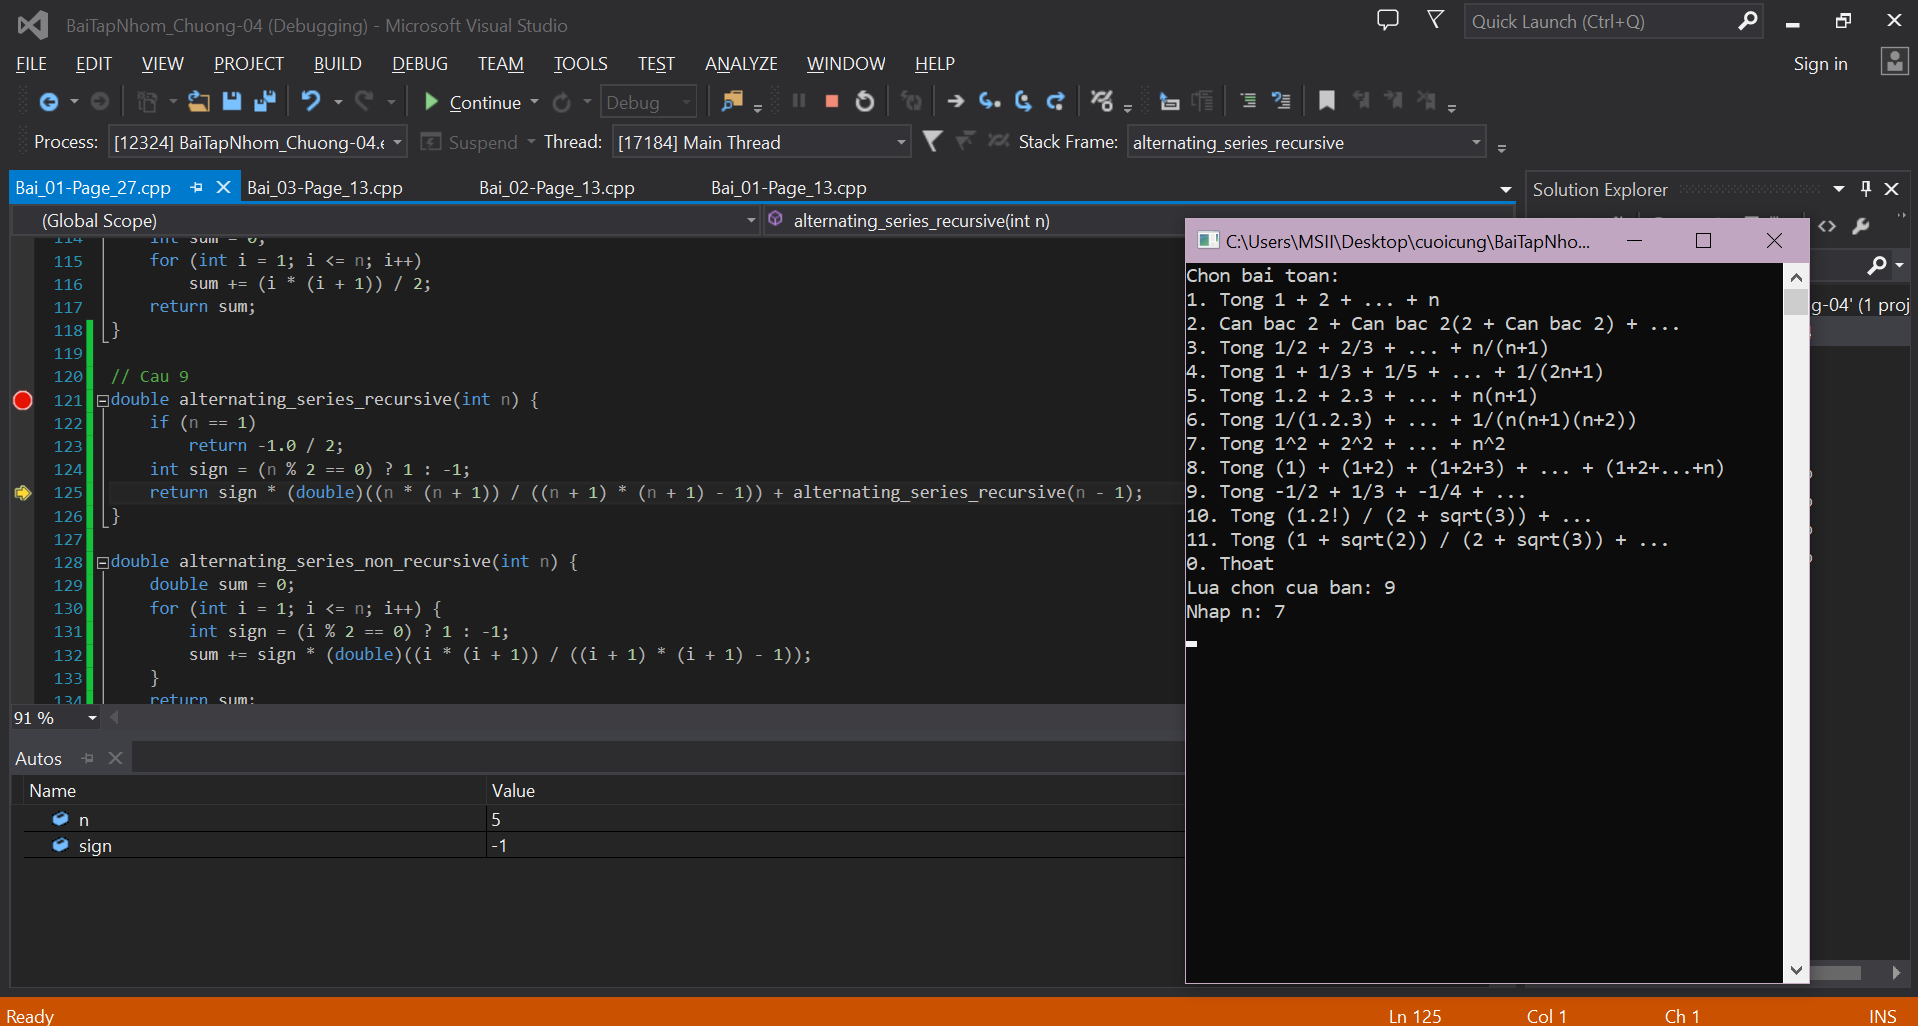 BaiTapNhom_Chuong-04 (Debugging) - Microsoft Visual Studio
Quick Launch (Ctrl+Q)
FILE EDIT VIEW PROJECT BUILD DEBUG TEAM TOOLS TEST ANALYZE WINDOW HELP
Sign in
Continue Debug
Process: [12324] BaiTapNhom_Chuong-04.e Suspend Thread: [17184] Main Thread Stack Frame: alternating_series_recursive
Bai_01-Page_27.cpp Bai_03-Page_13.cpp Bai_02-Page_13.cpp Bai_01-Page_13.cpp
Solution Explorer
(Global Scope) alternating_series_recursive(int n)
114 int sum = 0;
115 for (int i = 1; i <= n; i++)
116 sum += (i * (i + 1)) / 2;
117 return sum;
118 }
119
120 // Cau 9
121 double alternating_series_recursive(int n) {
122 if (n == 1)
123 return -1.0 / 2;
124 int sign = (n % 2 == 0) ? 1 : -1;
125 return sign * (double)((n * (n + 1)) / ((n + 1) * (n + 1) - 1)) + alternating_series_recursive(n - 1);
126 }
127
128 double alternating_series_non_recursive(int n) {
129 double sum = 0;
130 for (int i = 1; i <= n; i++) {
131 int sign = (i % 2 == 0) ? 1 : -1;
132 sum += sign * (double)((i * (i + 1)) / ((i + 1) * (i + 1) - 1));
133 }
134 return sum;
91 %
Autos
Name Value
n 5
sign -1
C:\Users\MSII\Desktop\cuoicung\BaiTapNho...
Chon bai toan:
1. Tong 1 + 2 + ... + n
2. Can bac 2 + Can bac 2(2 + Can bac 2) + ...
3. Tong 1/2 + 2/3 + ... + n/(n+1)
4. Tong 1 + 1/3 + 1/5 + ... + 1/(2n+1)
5. Tong 1.2 + 2.3 + ... + n(n+1)
6. Tong 1/(1.2.3) + ... + 1/(n(n+1)(n+2))
7. Tong 1^2 + 2^2 + ... + n^2
8. Tong (1) + (1+2) + (1+2+3) + ... + (1+2+...+n)
9. Tong -1/2 + 1/3 + -1/4 + ...
10. Tong (1.2!) / (2 + sqrt(3)) + ...
11. Tong (1 + sqrt(2)) / (2 + sqrt(3)) + ...
0. Thoat
Lua chon cua ban: 9
Nhap n: 7
g-04' (1 proj
Ready Ln 125 Col 1 Ch 1 INS